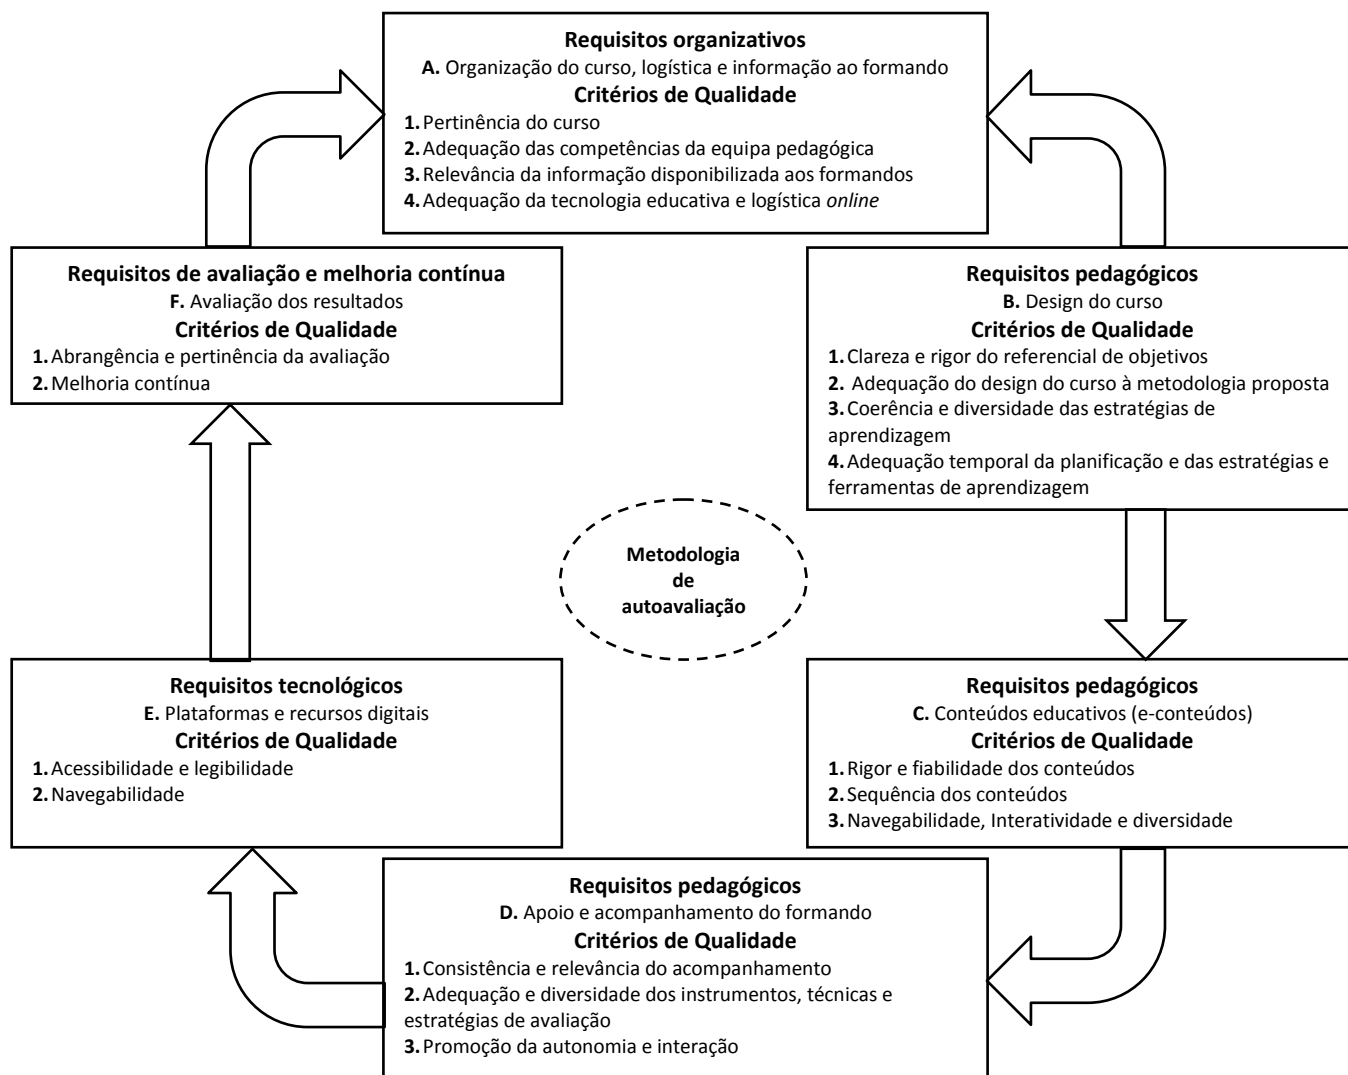 Requisitos organizativos
A. Organização do curso, logística e informação ao formando
Critérios de Qualidade
1. Pertinência do curso
2. Adequação das competências da equipa pedagógica
3. Relevância da informação disponibilizada aos formandos
4. Adequação da tecnologia educativa e logística online
Requisitos de avaliação e melhoria contínua
F. Avaliação dos resultados
Critérios de Qualidade
1. Abrangência e pertinência da avaliação
2. Melhoria contínua
Requisitos pedagógicos
B. Design do curso
Critérios de Qualidade
1. Clareza e rigor do referencial de objetivos
2. Adequação do design do curso à metodologia proposta
3. Coerência e diversidade das estratégias de
aprendizagem
4. Adequação temporal da planificação e das estratégias e
ferramentas de aprendizagem
Metodologia
de
autoavaliação
Requisitos tecnológicos
E. Plataformas e recursos digitais
Critérios de Qualidade
1. Acessibilidade e legibilidade
2. Navegabilidade
Requisitos pedagógicos
C. Conteúdos educativos (e-conteúdos)
Critérios de Qualidade
1. Rigor e fiabilidade dos conteúdos
2. Sequência dos conteúdos
3. Navegabilidade, Interatividade e diversidade
Requisitos pedagógicos
D. Apoio e acompanhamento do formando
Critérios de Qualidade
1. Consistência e relevância do acompanhamento
2. Adequação e diversidade dos instrumentos, técnicas e
estratégias de avaliação
3. Promoção da autonomia e interação